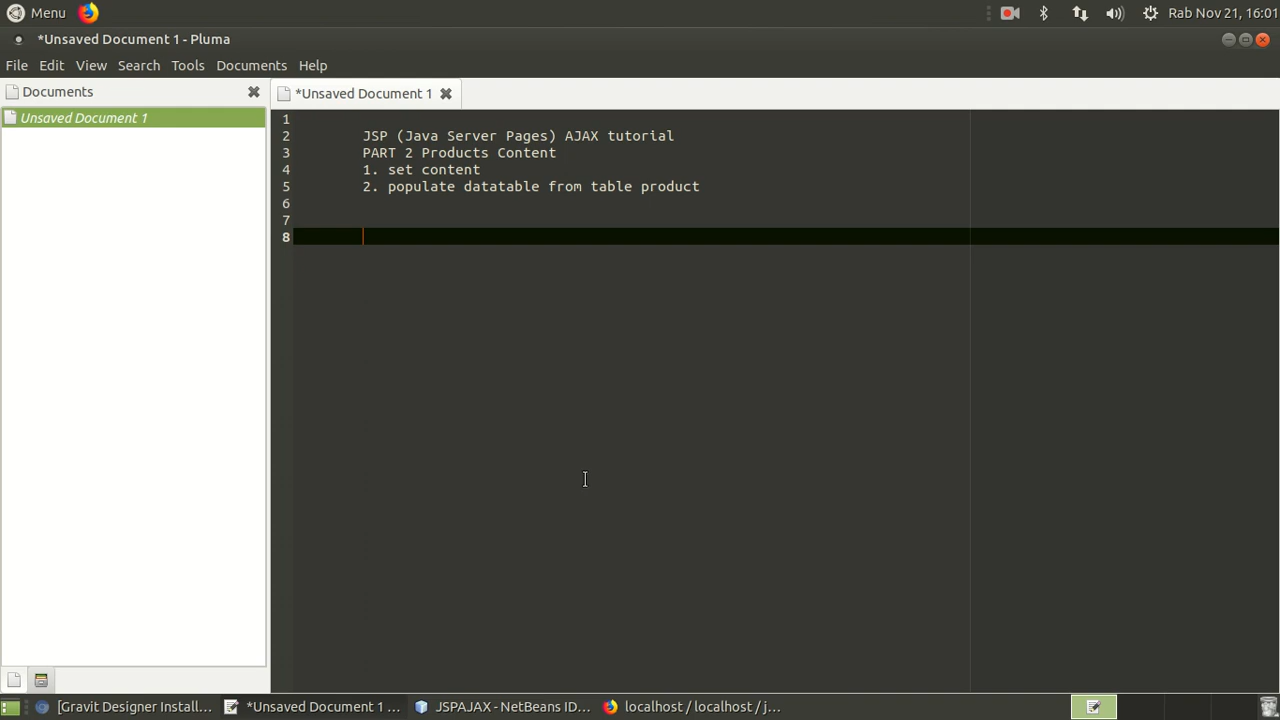 Menu
Rab Nov 21, 16:01
*Unsaved Document 1 - Pluma
File Edit View Search Tools Documents Help
Documents
*Unsaved Document 1
Unsaved Document 1
1
2 JSP (Java Server Pages) AJAX tutorial
3 PART 2 Products Content
4 1. set content
5 2. populate datatable from table product
6
7
8
[Gravit Designer Install... *Unsaved Document 1 ... JSPAJAX - NetBeans ID... localhost / localhost / j...